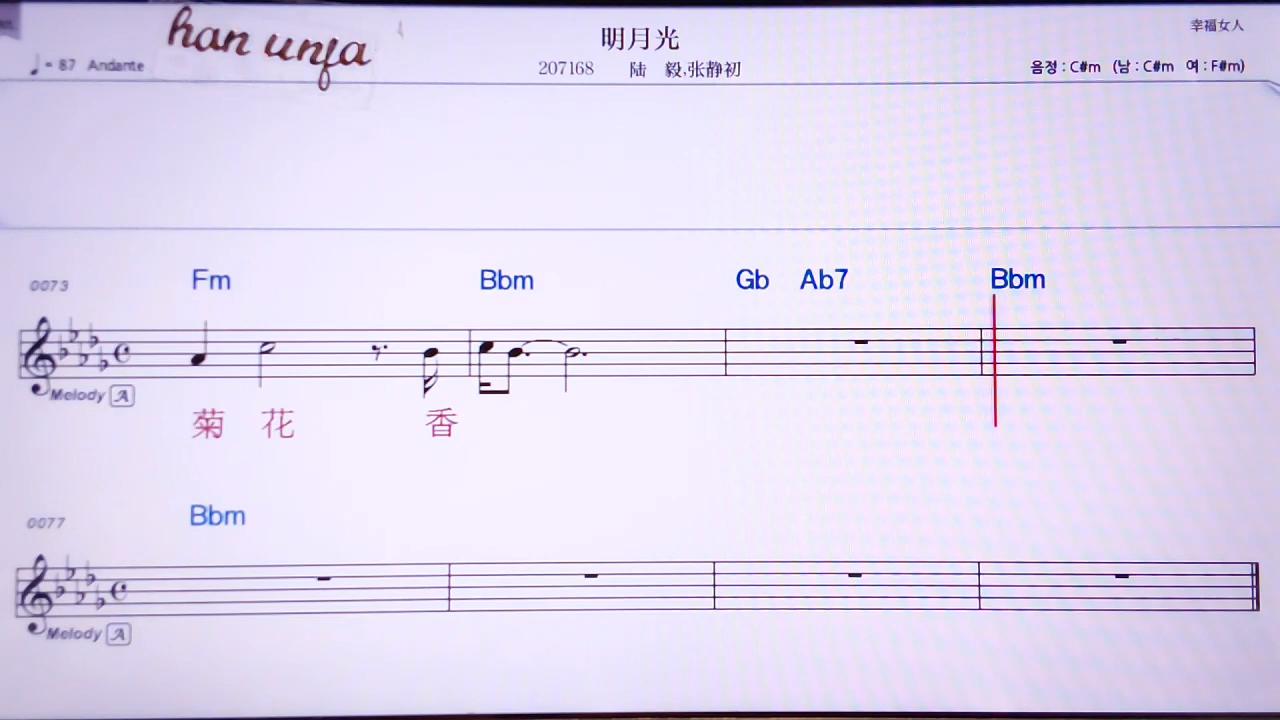 han unfa
明月光
幸福女人
♩= 87 Andante
207168 陆 毅,张静初
음정 : C#m (남 : C#m 여 : F#m)
0073 Fm Bbm Gb Ab7 Bbm
Melody A
菊 花 香
0077 Bbm
Melody A